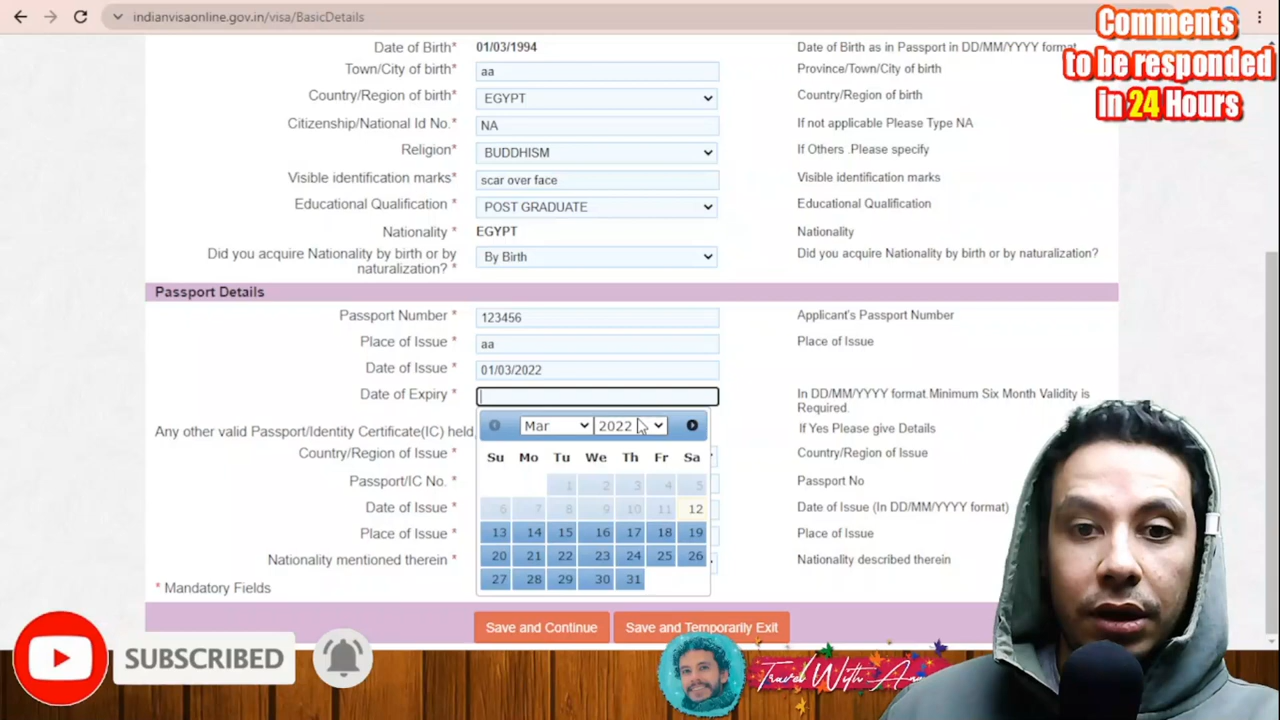 indianvisaonline.gov.in/visa/BasicDetails
Comments
to be responded
in 24 Hours
Date of Birth* 01/03/1994 Date of Birth as in Passport in DD/MM/YYYY format
Town/City of birth* aa Province/Town/City of birth
Country/Region of birth* EGYPT Country/Region of birth
Citizenship/National Id No.* NA If not applicable Please Type NA
Religion* BUDDHISM If Others .Please specify
Visible identification marks* scar over face Visible identification marks
Educational Qualification * POST GRADUATE Educational Qualification
Nationality* EGYPT Nationality
Did you acquire Nationality by birth or by By Birth Did you acquire Nationality by birth or by naturalization?
naturalization? *
Passport Details
Passport Number * 123456 Applicant's Passport Number
Place of Issue * aa Place of Issue
Date of Issue * 01/03/2022
Date of Expiry * In DD/MM/YYYY format.Minimum Six Month Validity is
Required.
Mar 2022
Any other valid Passport/Identity Certificate(IC) held, If Yes Please give Details
Country/Region of Issue * Country/Region of Issue
Su Mo Tu We Th Fr Sa
Passport/IC No. * Passport No
1 2 3 4 5
Date of Issue * Date of Issue (In DD/MM/YYYY format)
6 7 8 9 10 11 12
Place of Issue * Place of Issue
13 14 15 16 17 18 19
Nationality mentioned therein * Nationality described therein
20 21 22 23 24 25 26
27 28 29 30 31
* Mandatory Fields
Save and Continue Save and Temporarily Exit
SUBSCRIBED
Travel With